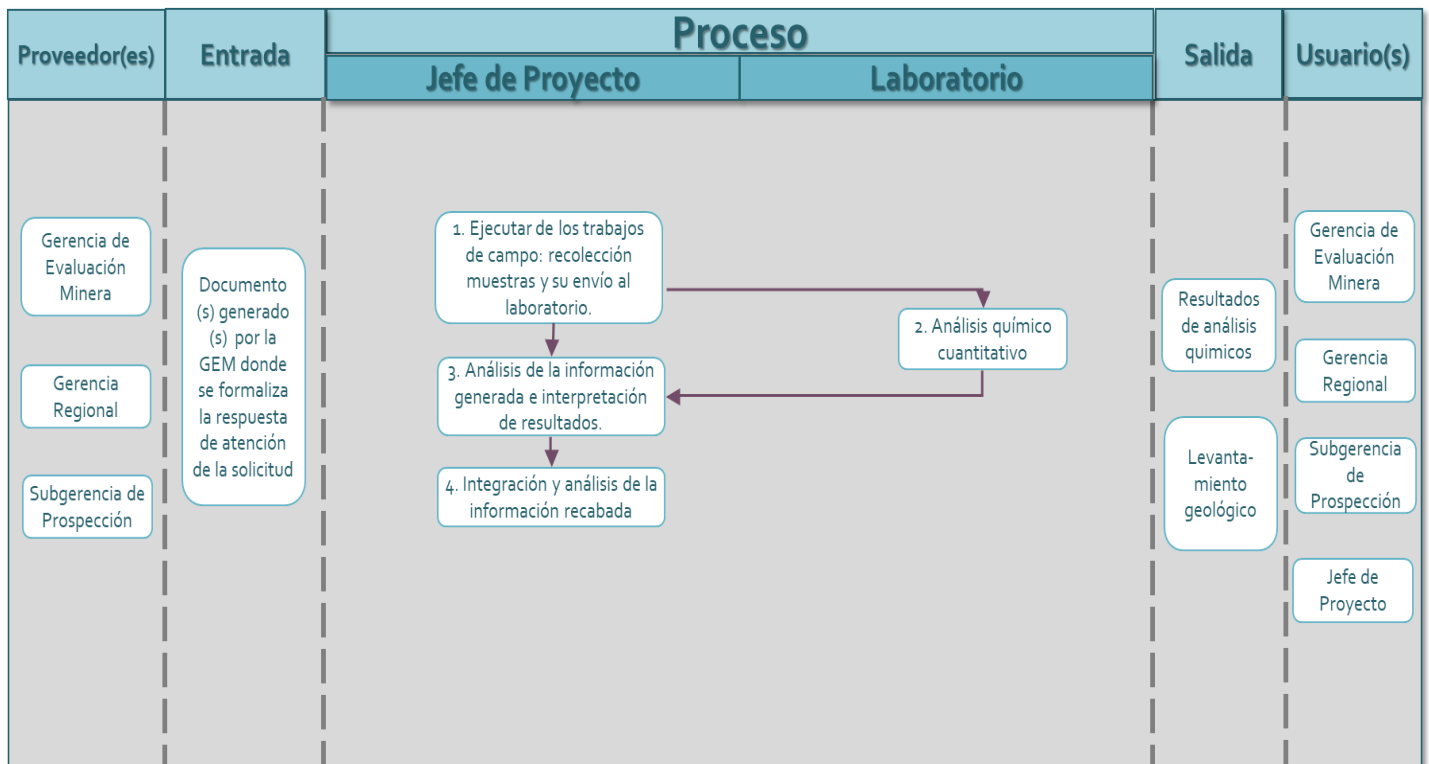 Proveedor(es)
Entrada
Proceso
Jefe de Proyecto
Laboratorio
Salida
Usuario(s)
Gerencia de
Evaluación
Minera
Gerencia
Regional
Subgerencia de
Prospección
Documento
(s) generado
(s) por la
GEM donde
se formaliza
la respuesta
de atención
de la solicitud
1. Ejecutar de los trabajos
de campo: recolección
muestras y su envío al
laboratorio.
2. Análisis químico
cuantitativo
3. Análisis de la información
generada e interpretación
de resultados.
4. Integración y análisis de la
información recabada
Resultados
de análisis
quimicos
Levanta-
miento
geológico
Gerencia de
Evaluación
Minera
Gerencia
Regional
Subgerencia
de
Prospección
Jefe de
Proyecto